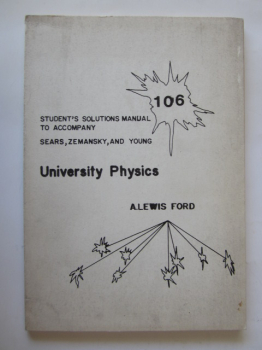 106
STUDENT'S SOLUTIONS MANUAL
TO ACCOMPANY
SEARS, ZEMANSKY, AND YOUNG
University Physics
A.LEWIS FORD